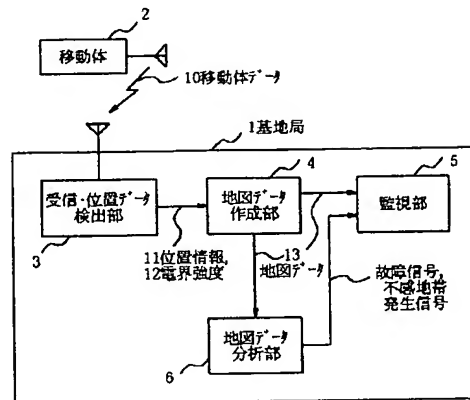 2
移動体
10移動体データ
1基地局
4
5
受信・位置データ
検出部
地図データ
作成部
監視部
3
11位置情報,
12電界強度
13
地図データ
故障信号,
不感地帯
発生信号
地図データ
分析部
6